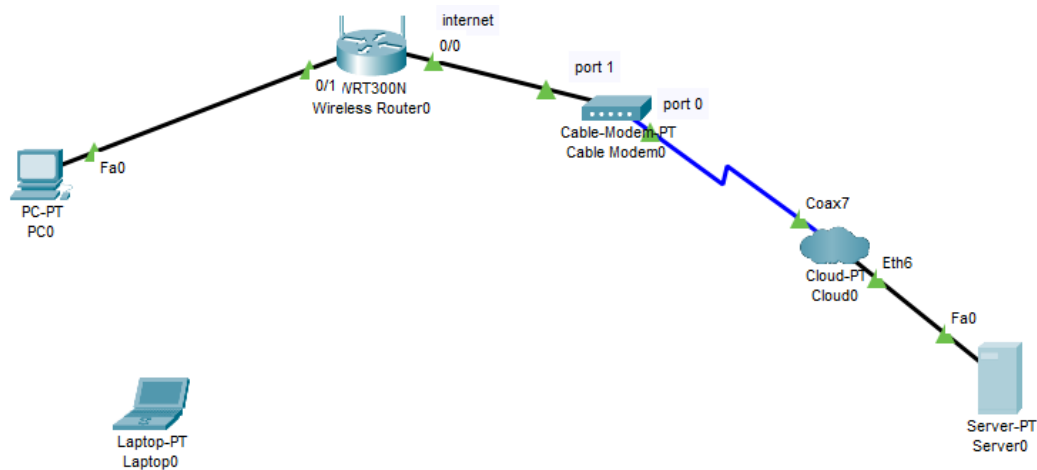 internet
0/0
0/1
WRT300N
Wireless Router0
port 1
port 0
Cable-Modem-PT
Cable Modem0
Fa0
PC-PT
PC0
Coax7
Cloud-PT
Cloud0
Eth6
Fa0
Server-PT
Server0
Laptop-PT
Laptop0